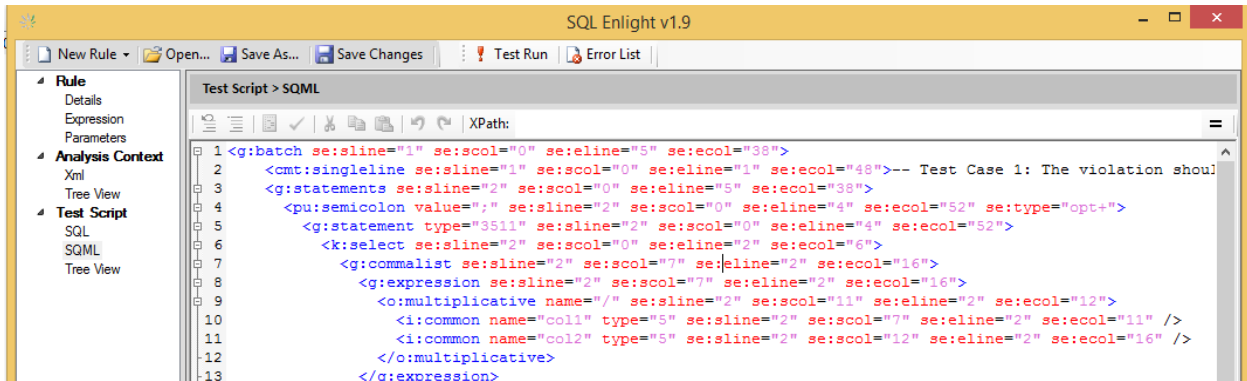 SQL Enlight v1.9
New Rule Open... Save As... Save Changes Test Run Error List
Rule
Details
Expression
Parameters
Analysis Context
Xml
Tree View
Test Script
SQL
SQML
Tree View
Test Script > SQML
XPath: =
1 <g:batch se:sline="1" se:scol="0" se:eline="5" se:ecol="38">
2 <cmt:singleline se:sline="1" se:scol="0" se:eline="1" se:ecol="48">-- Test Case 1: The violation shoul
3 <g:statements se:sline="2" se:scol="0" se:eline="5" se:ecol="38">
4 <pu:semicolon value=";" se:sline="2" se:scol="0" se:eline="4" se:ecol="52" se:type="opt+">
5 <g:statement type="3511" se:sline="2" se:scol="0" se:eline="4" se:ecol="52">
6 <k:select se:sline="2" se:scol="0" se:eline="2" se:ecol="6">
7 <g:commalist se:sline="2" se:scol="7" se:eline="2" se:ecol="16">
8 <g:expression se:sline="2" se:scol="7" se:eline="2" se:ecol="16">
9 <o:multiplicative name="/" se:sline="2" se:scol="11" se:eline="2" se:ecol="12">
10 <i:common name="col1" type="5" se:sline="2" se:scol="7" se:eline="2" se:ecol="11" />
11 <i:common name="col2" type="5" se:sline="2" se:scol="12" se:eline="2" se:ecol="16" />
12 </o:multiplicative>
13 </g:expression>